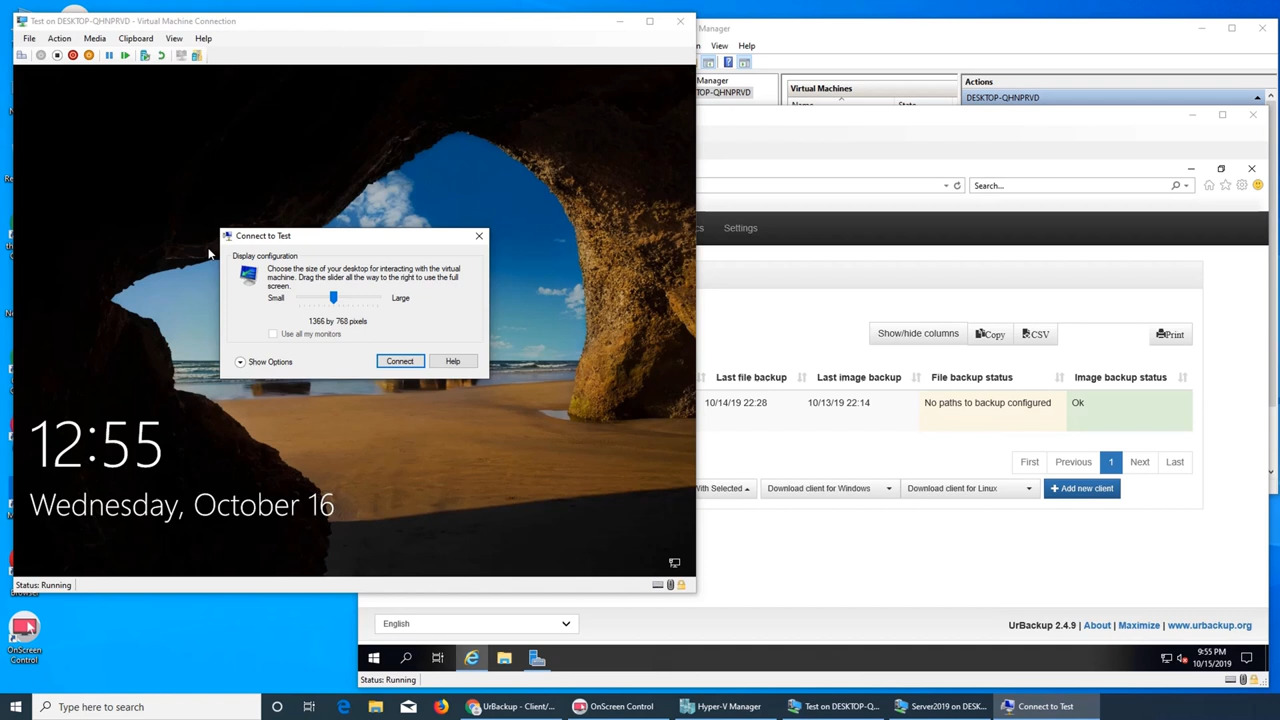 Test on DESKTOP-QHNPRVD - Virtual Machine Connection
File Action Media Clipboard View Help
Manager
View Help
Manager
TOP-QHNPRVD
Virtual Machines
Name State
Actions
DESKTOP-QHNPRVD
Search...
Settings
Connect to Test
Display configuration
Choose the size of your desktop for interacting with the virtual
machine. Drag the slider all the way to the right to use the full
screen.
Small Large
1366 by 768 pixels
Use all my monitors
Show Options Connect Help
12:55
Wednesday, October 16
Status: Running
Show/hide columns Copy CSV Print
Last file backup Last image backup File backup status Image backup status
10/14/19 22:28 10/13/19 22:14 No paths to backup configured Ok
First Previous 1 Next Last
With Selected Download client for Windows Download client for Linux + Add new client
English
UrBackup 2.4.9 | About | Maximize | www.urbackup.org
9:55 PM
10/15/2019
Status: Running
OnScreen
Control
Type here to search
UrBackup - Client/... OnScreen Control Hyper-V Manager Test on DESKTOP-Q... Server2019 on DESK... Connect to Test